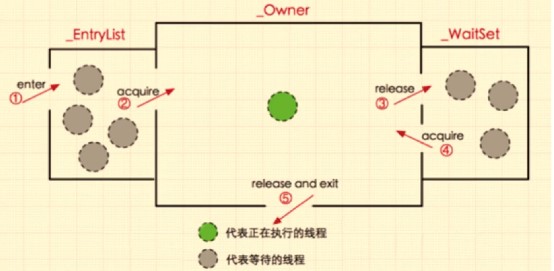 _Owner
_EntryList
_WaitSet
enter
①
acquire
②
release
③
acquire
④
release and exit
⑤
代表正在执行的线程
代表等待的线程